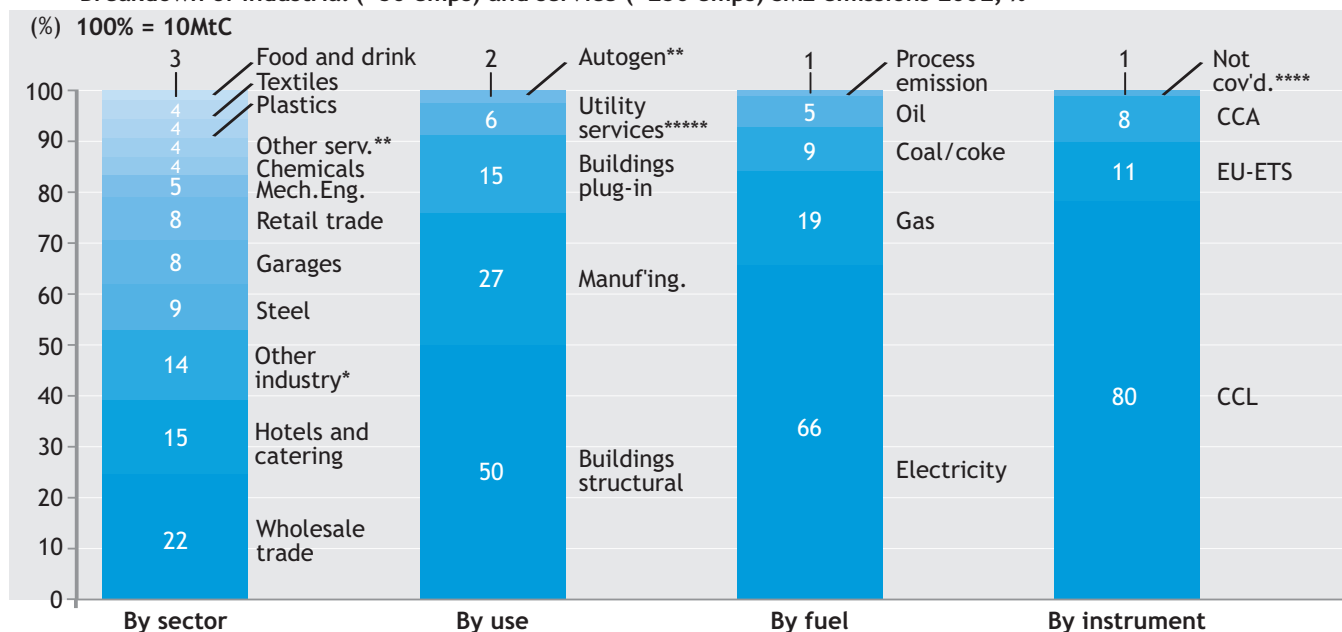 (%) 100% = 10MtC
3
Food and drink
Textiles
Plastics
4
4
4
Other serv.**
4
Chemicals
5
Mech.Eng.
8
Retail trade
8
Garages
9
Steel
14
Other
industry*
15
Hotels and
catering
22
Wholesale
trade
2
Autogen**
6
Utility
services*****
15
Buildings
plug-in
27
Manuf'ing.
50
Buildings
structural
1
Process
emission
5
Oil
9
Coal/coke
19
Gas
66
Electricity
1
Not
cov'd.****
8
CCA
11
EU-ETS
80
CCL
100
90
80
70
60
50
40
30
20
10
0
By sector
By use
By fuel
By instrument